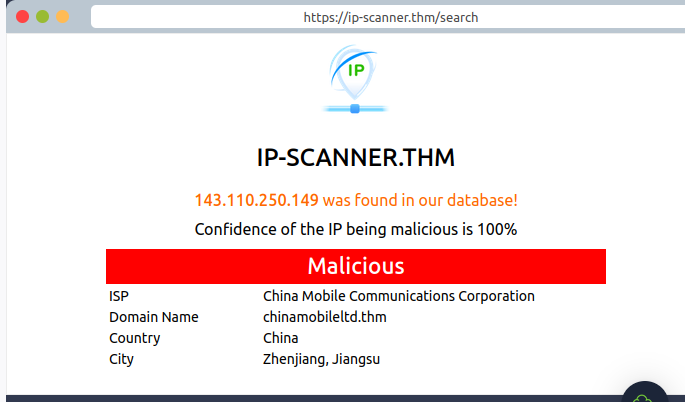 https://ip-scanner.thm/search
IP
IP-SCANNER.THM
143.110.250.149 was found in our database!
Confidence of the IP being malicious is 100%
Malicious
ISP China Mobile Communications Corporation
Domain Name chinamobileltd.thm
Country China
City Zhenjiang, Jiangsu